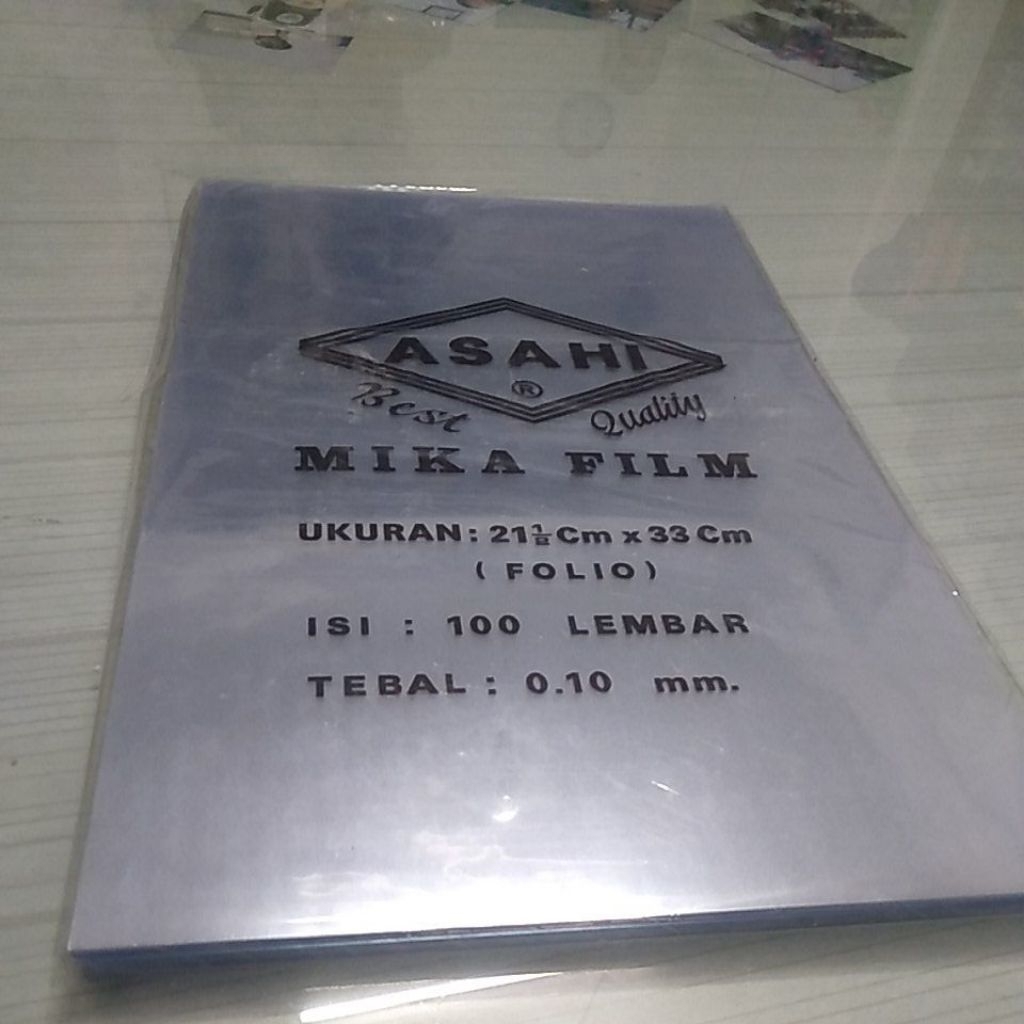 ASAHI
®
Best Quality
MIKA FILM
UKURAN: 21½ Cm x 33 Cm
( FOLIO )
ISI : 100 LEMBAR
TEBAL : 0.10 mm.